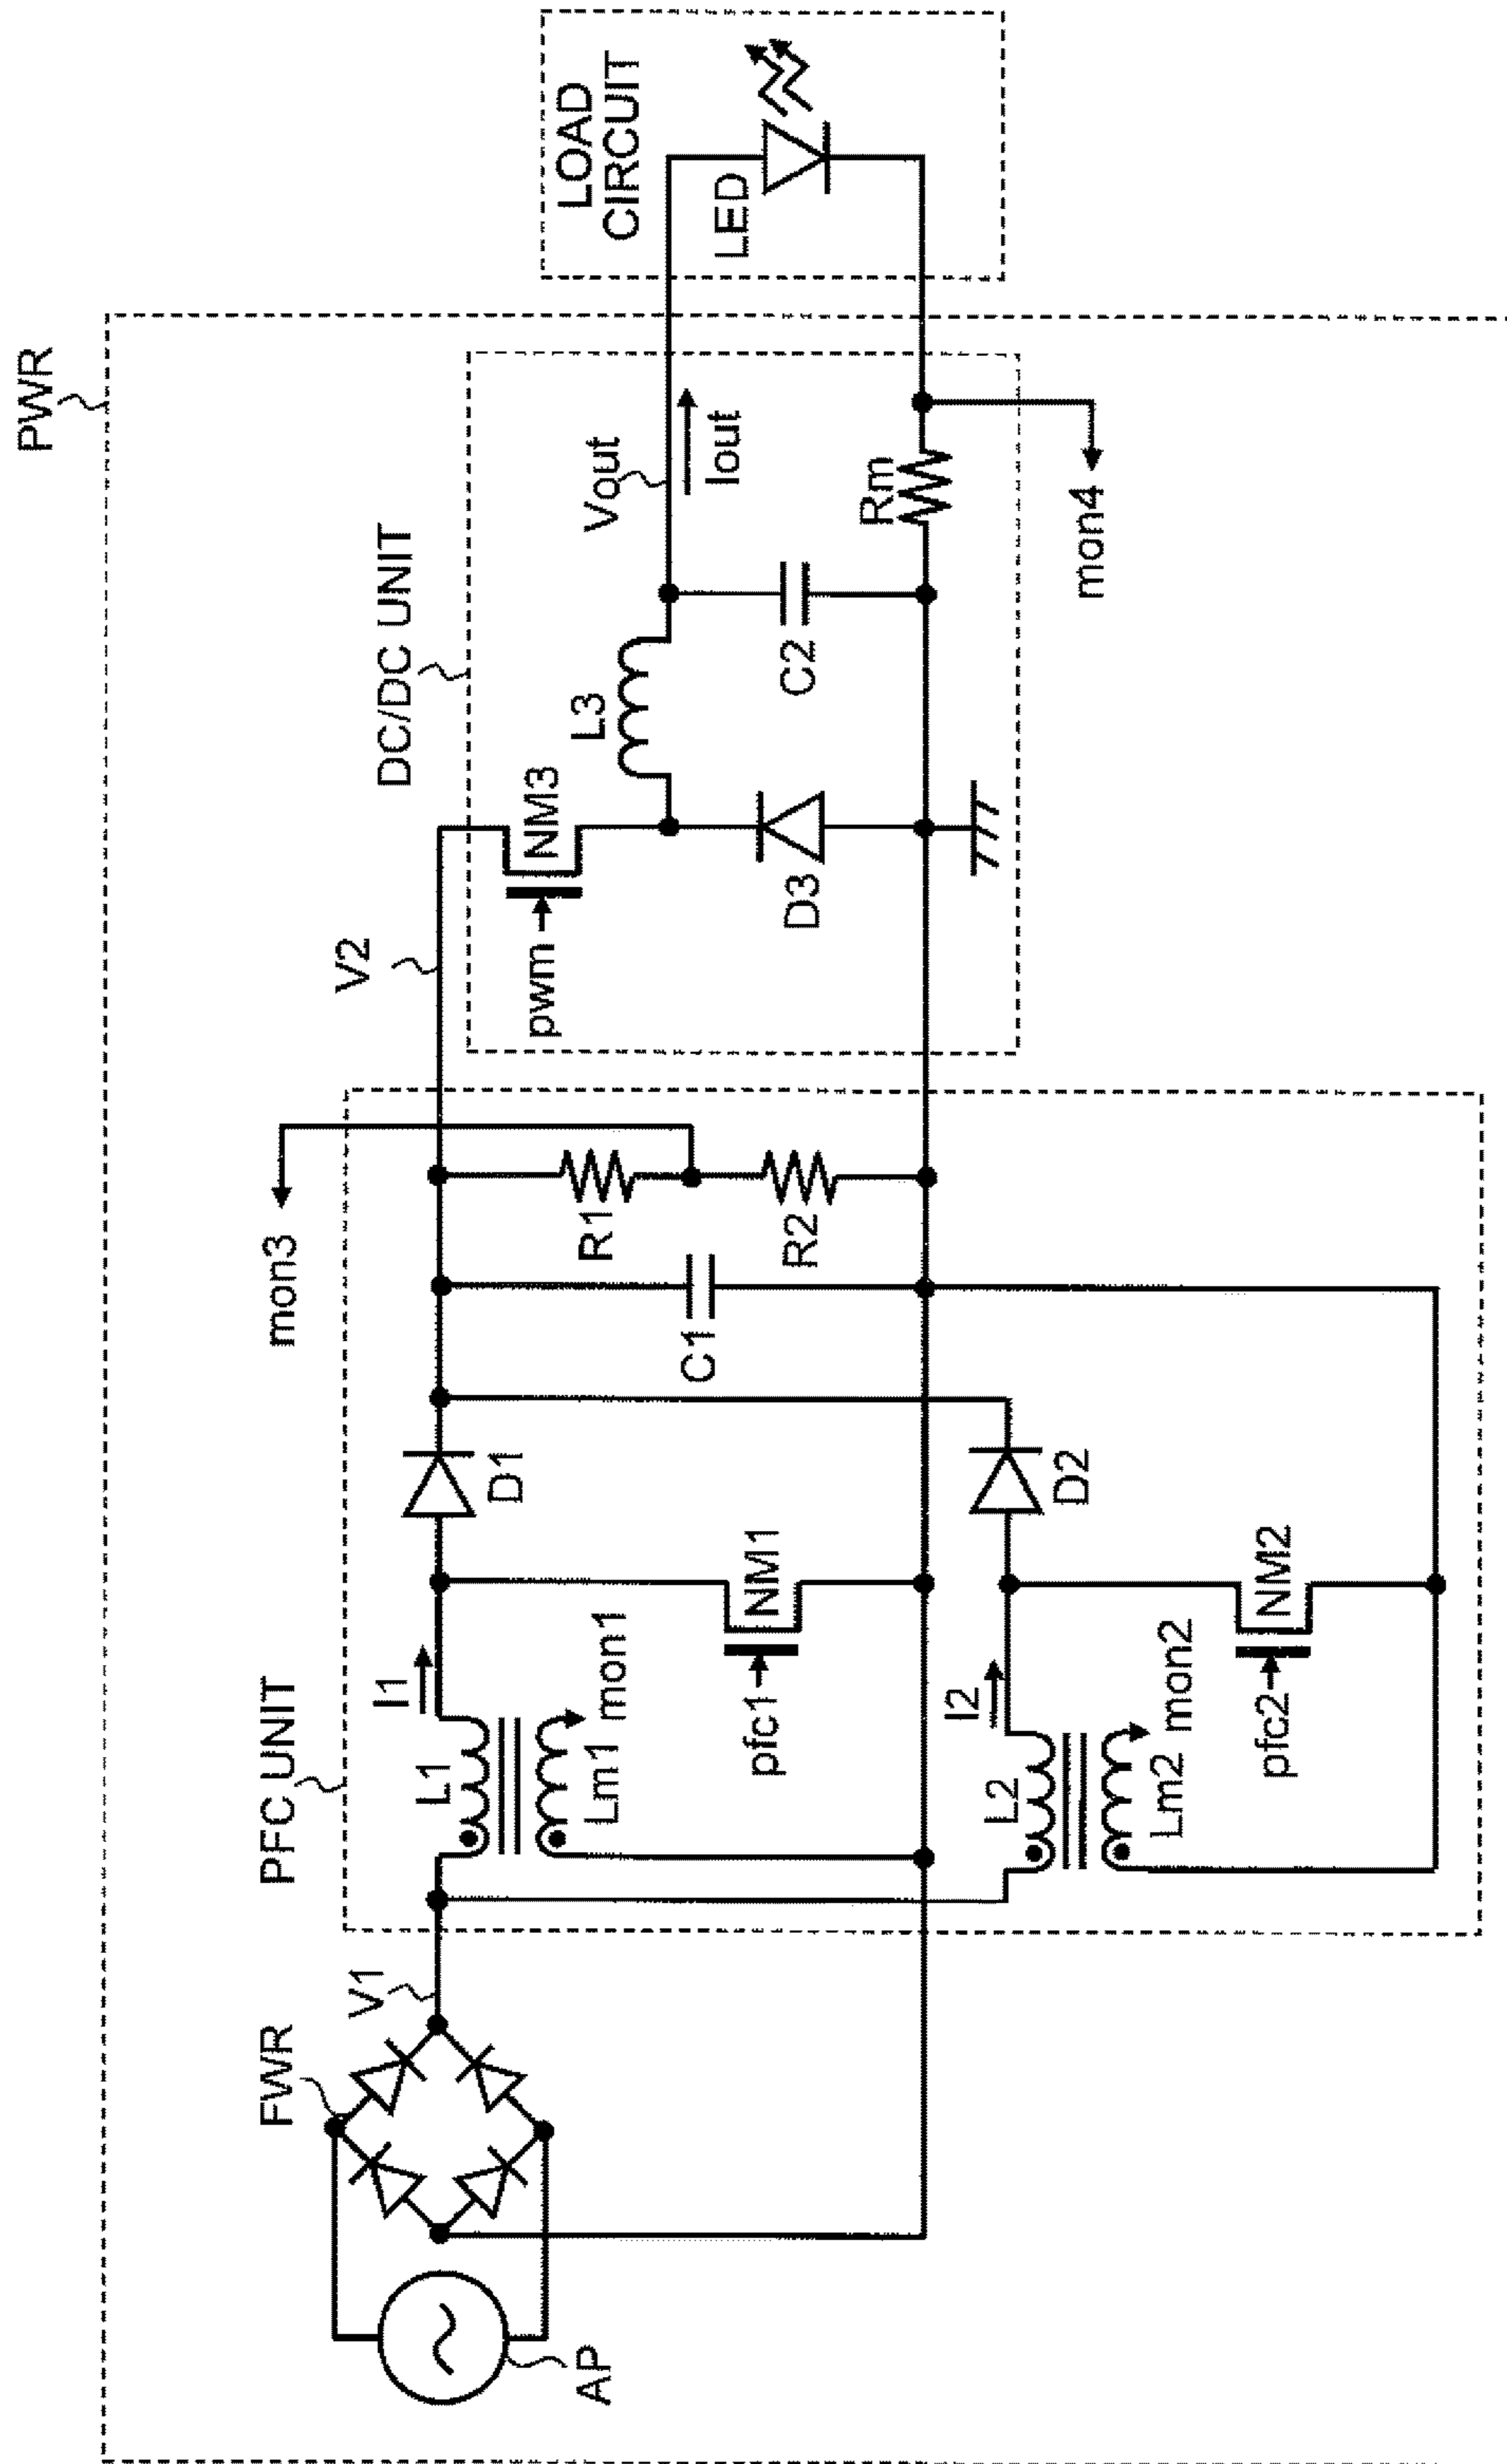 PWR
LOAD
CIRCUIT
LED
DC/DC UNIT
Vout
Iout
Rm
mon4
C2
L3
NM3
pwm
D3
V2
mon3
R1
R2
C1
D1
D2
NM1
pfc1
NM2
pfc2
PFC UNIT
I1
L1
Lm1
mon1
I2
L2
Lm2
mon2
V1
FWR
AP